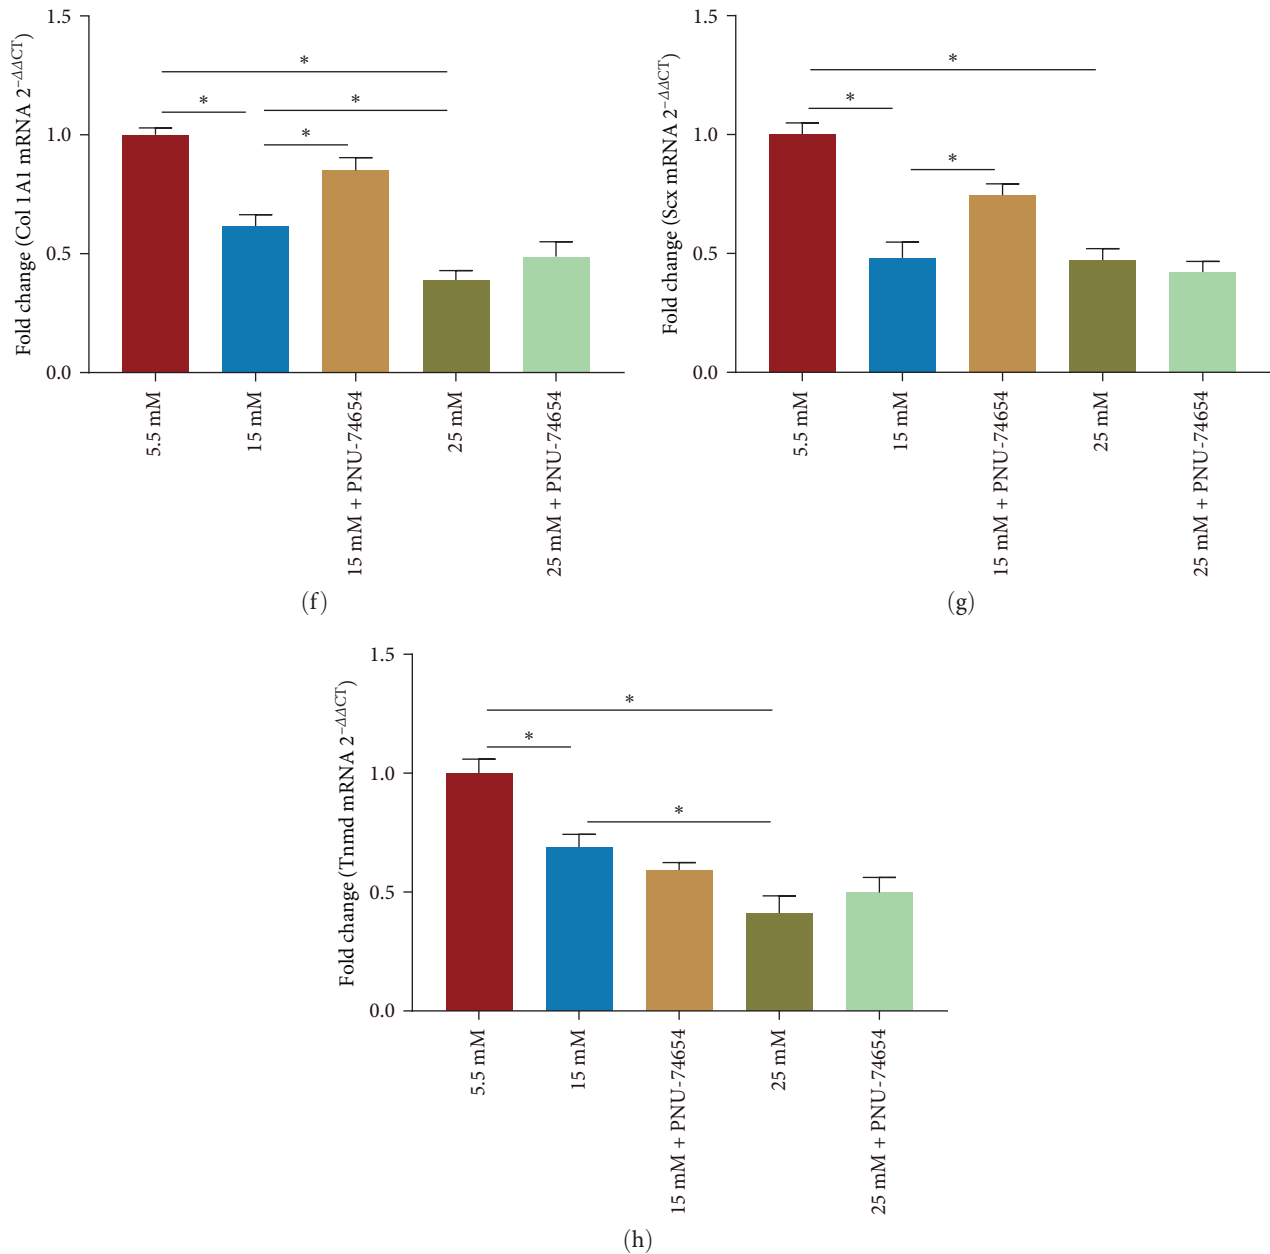 Fold change (Col 1A1 mRNA 2−ΔΔCT)
1.5
1.0
0.5
0.0
*
*
*
*
5.5 mM
15 mM
15 mM + PNU-74654
25 mM
25 mM + PNU-74654
(f)
Fold change (Scx mRNA 2−ΔΔCT)
1.5
1.0
0.5
0.0
*
*
*
5.5 mM
15 mM
15 mM + PNU-74654
25 mM
25 mM + PNU-74654
(g)
Fold change (Tnmd mRNA 2−ΔΔCT)
1.5
1.0
0.5
0.0
*
*
*
5.5 mM
15 mM
15 mM + PNU-74654
25 mM
25 mM + PNU-74654
(h)